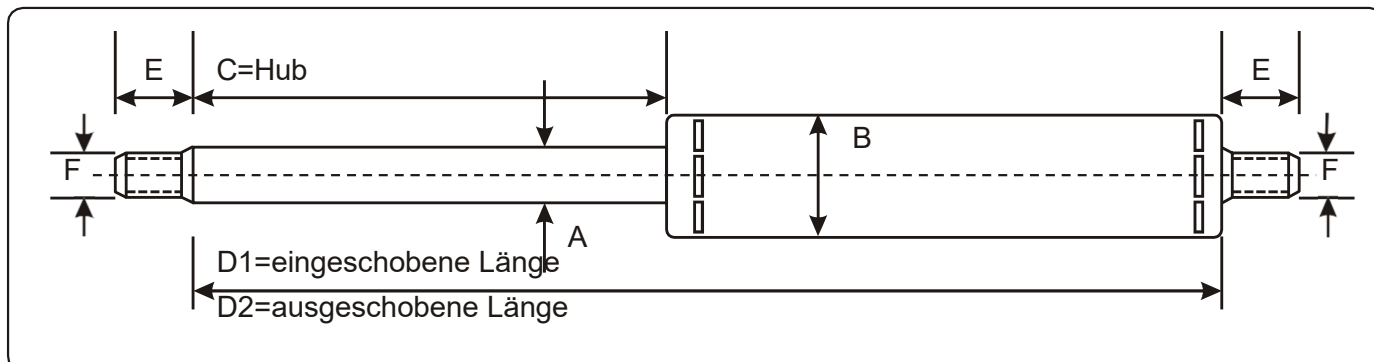 E
C=Hub
E
B
F
F
A
D1=eingeschobene Länge
D2=ausgeschobene Länge